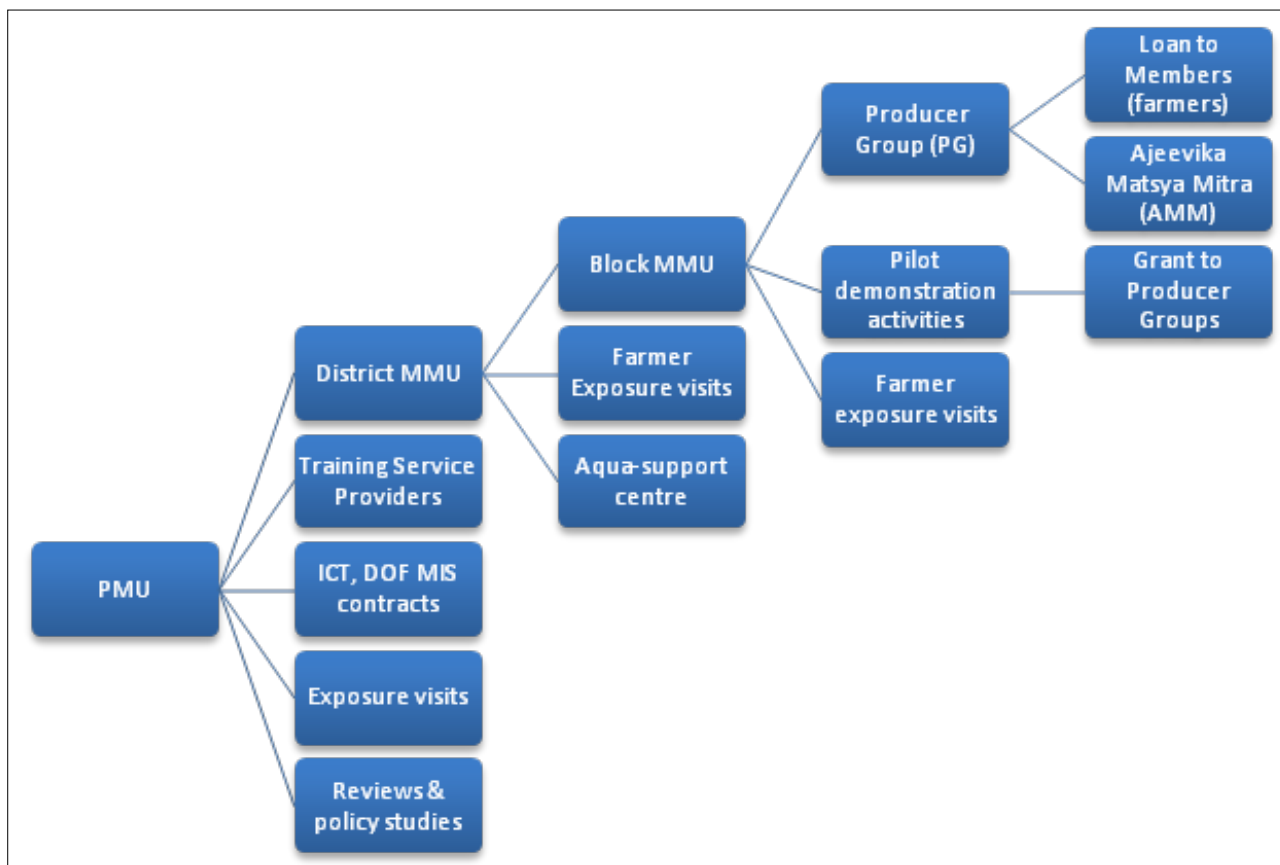 PMU
District MMU
Training Service
Providers
ICT, DOF MIS
contracts
Exposure visits
Reviews &
policy studies
Block MMU
Farmer
Exposure visits
Aqua-support
centre
Producer
Group (PG)
Pilot
demonstration
activities
Farmer
exposure visits
Loan to
Members
(farmers)
Ajeevika
Matsya Mitra
(AMM)
Grant to
Producer
Groups